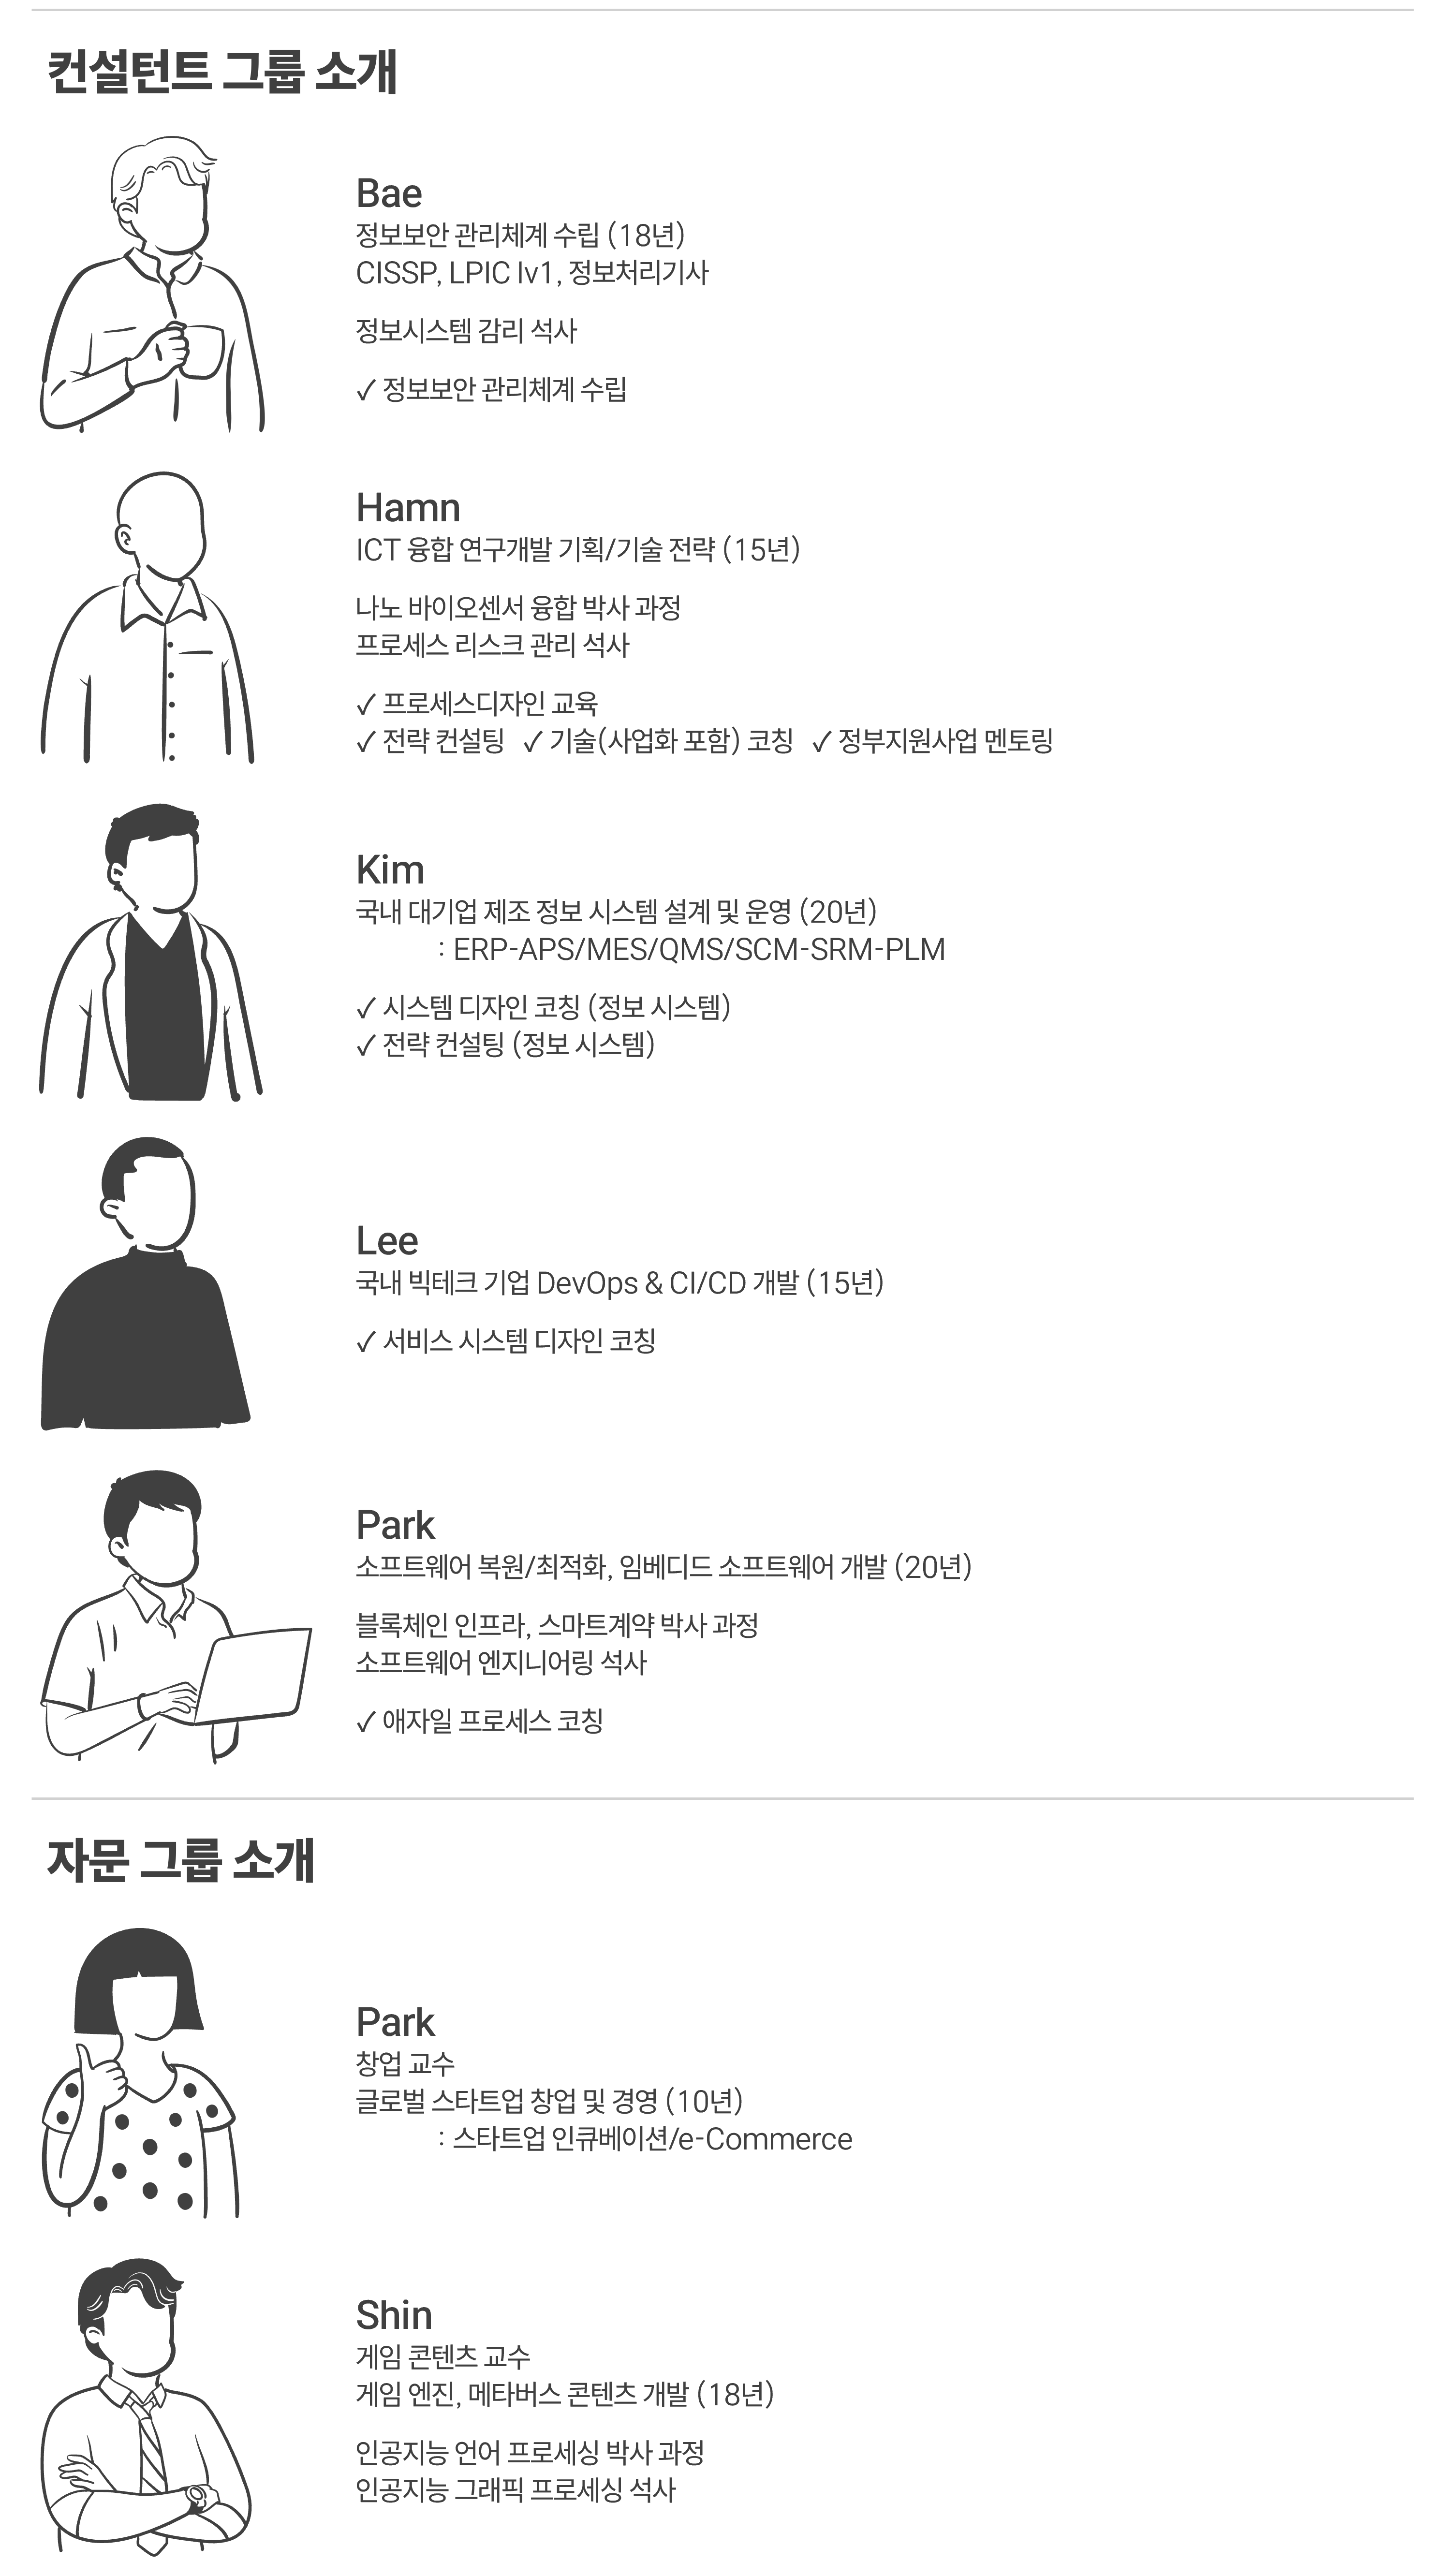 컨설턴트 그룹 소개
Bae
정보보안 관리체계 수립 (18년)
CISSP, LPIC lv1, 정보처리기사
정보시스템 감리 석사
✓ 정보보안 관리체계 수립
Hamn
ICT 융합 연구개발 기획/기술 전략 (15년)
나노 바이오센서 융합 박사 과정
프로세스 리스크 관리 석사
✓ 프로세스디자인 교육
✓ 전략 컨설팅 ✓ 기술(사업화 포함) 코칭 ✓ 정부지원사업 멘토링
Kim
국내 대기업 제조 정보 시스템 설계 및 운영 (20년)
: ERP-APS/MES/QMS/SCM-SRM-PLM
✓ 시스템 디자인 코칭 (정보 시스템)
✓ 전략 컨설팅 (정보 시스템)
Lee
국내 빅테크 기업 DevOps & CI/CD 개발 (15년)
✓ 서비스 시스템 디자인 코칭
Park
소프트웨어 복원/최적화, 임베디드 소프트웨어 개발 (20년)
블록체인 인프라, 스마트계약 박사 과정
소프트웨어 엔지니어링 석사
✓ 애자일 프로세스 코칭
자문 그룹 소개
Park
창업 교수
글로벌 스타트업 창업 및 경영 (10년)
: 스타트업 인큐베이션/e-Commerce
Shin
게임 콘텐츠 교수
게임 엔진, 메타버스 콘텐츠 개발 (18년)
인공지능 언어 프로세싱 박사 과정
인공지능 그래픽 프로세싱 석사